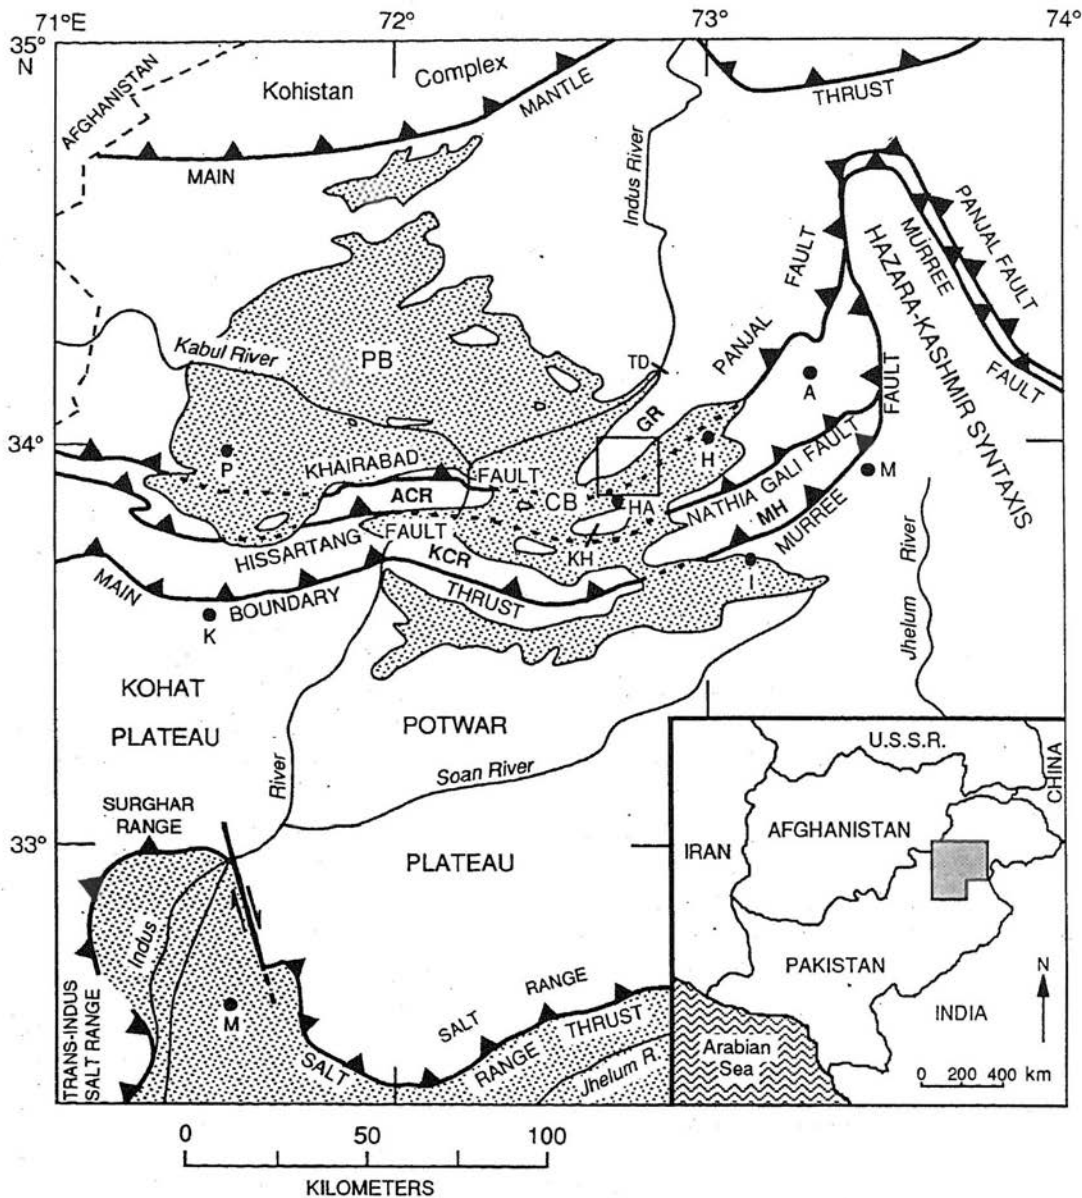 71°E
72°
73°
74°
35°
N
AFGHANISTAN
Kohistan
Complex
MAIN
MANTLE
THRUST
Indus River
PANJAL
FAULT
PANJAL FAULT
MURREE
FAULT
HAZARA-KASHMIR SYNTAXIS
Kabul River
PB
TD
GR
A
FAULT
34°
P
KHAIRABAD
FAULT
ACR
CB
H
HA
NATHIA GALI FAULT
M
MH
MURREE
HISSARTANG
FAULT
KCR
KH
I
MAIN
BOUNDARY
THRUST
K
KOHAT
PLATEAU
POTWAR
PLATEAU
River
Soan River
Jhelum River
33°
SURGHAR
RANGE
Indus
TRANS-INDUS
SALT RANGE
M
SALT
RANGE
SALT
RANGE
THRUST
Jhelum R.
U.S.S.R.
CHINA
IRAN
AFGHANISTAN
PAKISTAN
INDIA
N
Arabian
Sea
0 200 400 km
0 50 100
KILOMETERS